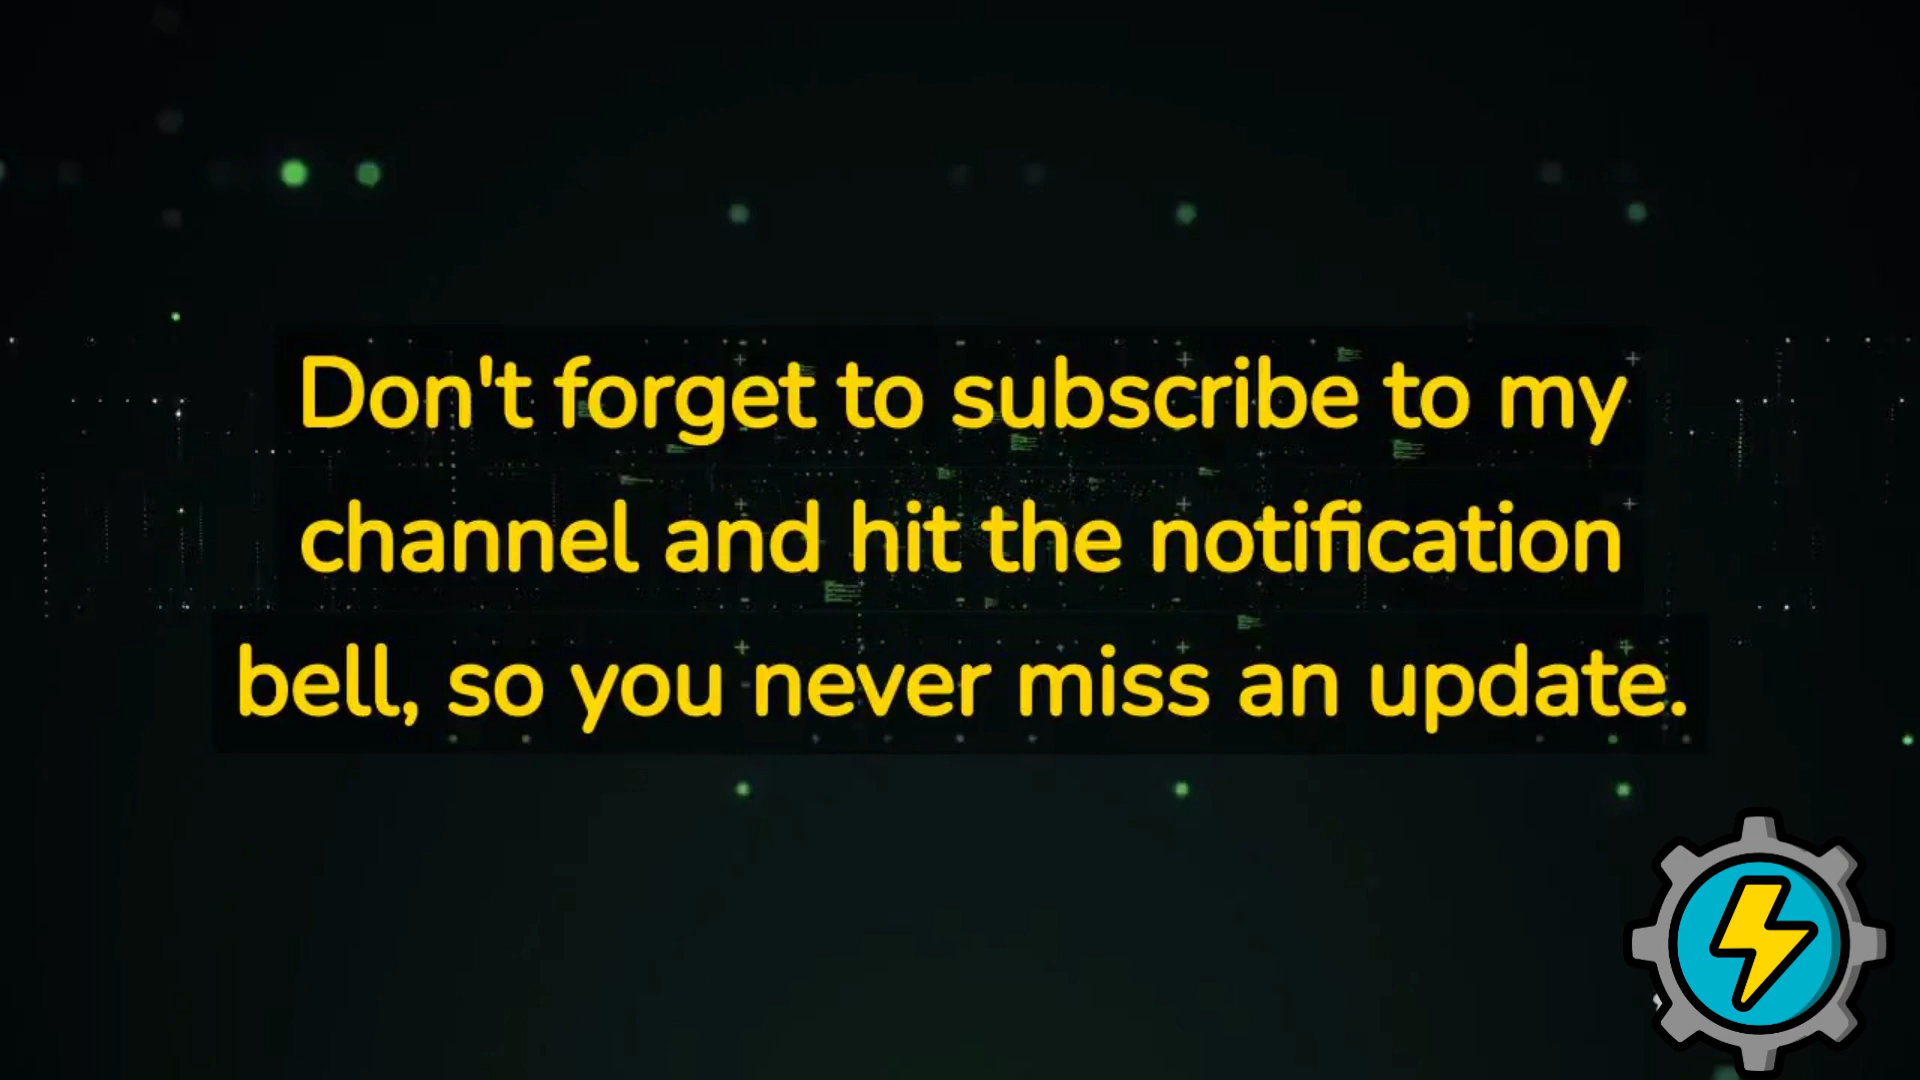 Don't forget to subscribe to my
channel and hit the notification
bell, so you never miss an update.